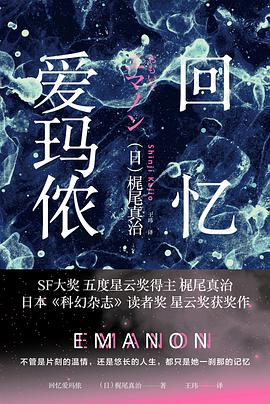 回忆
爱玛侬
エマノン
Shinji Kajio
(日)梶尾真治
王玮 译
SF大奖 五度星云奖得主 梶尾真治
日本《科幻杂志》读者奖 星云奖获奖作
EMANON
不管是片刻的温情，还是悠长的人生，都只是她一刹那的记忆
回忆爱玛侬 (日)梶尾真治——著 王玮——译